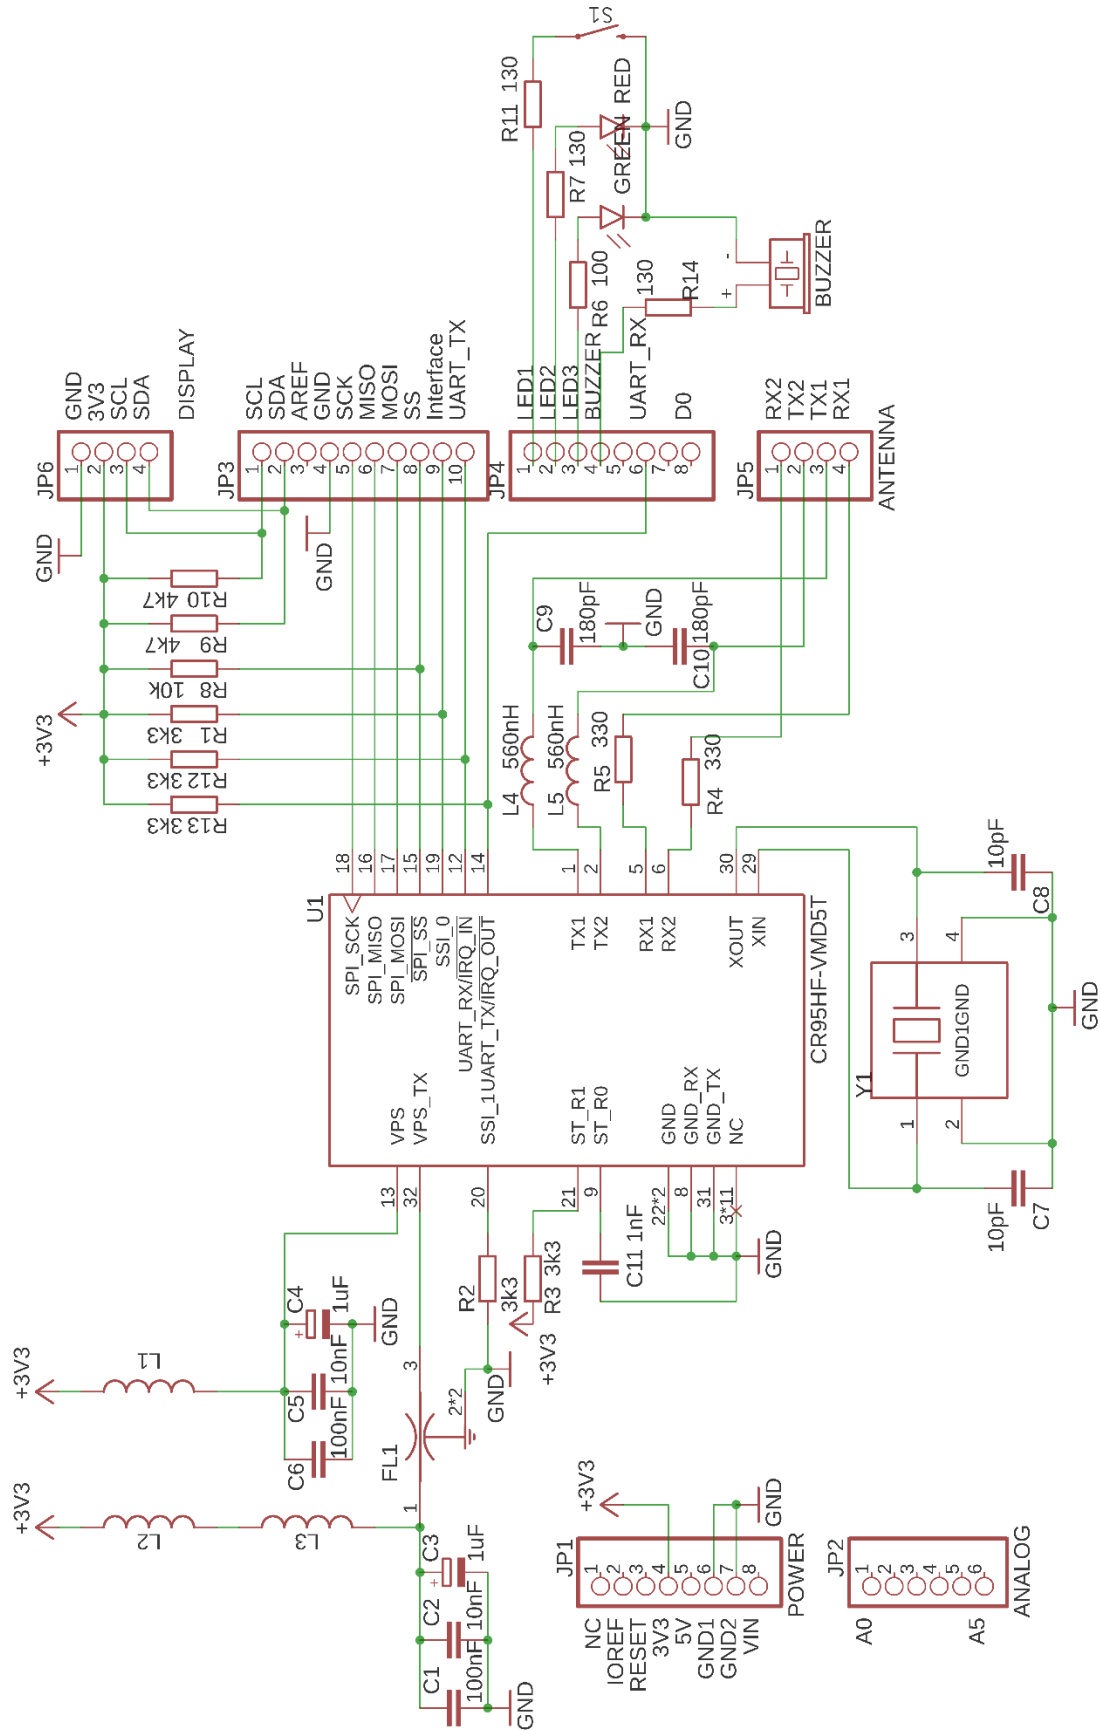 S1
R11 130
R7 130
GREEN RED
GND
R6 100
130
R14
-
+
BUZZER
GND
3V3
SCL
SDA
DISPLAY
JP6
1
2
3
4
SCL
SDA
AREF
GND
SCK
MISO
MOSI
SS
Interface
UART_TX
JP3
1
2
3
4
5
6
7
8
9
10
LED1
LED2
LED3
BUZZER
UART_RX
D0
JP4
1
2
3
4
5
6
7
8
RX2
TX2
TX1
RX1
ANTENNA
JP5
1
2
3
4
GND
GND
R10 4k7
R9 4k7
R8 10k
R1 3k3
R12 3k3
R13 3k3
+3V3
C9
180pF
GND
C10
180pF
L4 560nH
L5 560nH
R5 330
R4 330
U1
18
16
17
15
19
12
14
1
2
5
6
30
29
SPI_SCK
SPI_MISO
SPI_MOSI
SPI_SS
SSI_0
UART_RX/IRQ_IN
UART_TX/IRQ_OUT
TX1
TX2
RX1
RX2
XOUT
XIN
VPS
VPS_TX
SSI_1
ST_R1
ST_R0
GND
GND_RX
GND_TX
NC
CR95HF-VMD5T
13
32
20
21
9
22*2
8
31
3*11
Y1
GND1GND
1
2
3
4
10pF
C8
10pF
C7
GND
R2
3k3
R3 3k3
+3V3
C11 1nF
GND
GND
+3V3
L1
C4
1uF
C5
10nF
C6
100nF
GND
FL1
1
3
2*2
+3V3
L2
L3
C3
1uF
C2
10nF
C1
100nF
GND
+3V3
GND
JP1
1
2
3
4
5
6
7
8
NC
IOREF
RESET
3V3
5V
GND1
GND2
VIN
POWER
JP2
1
2
3
4
5
6
A0
A5
ANALOG